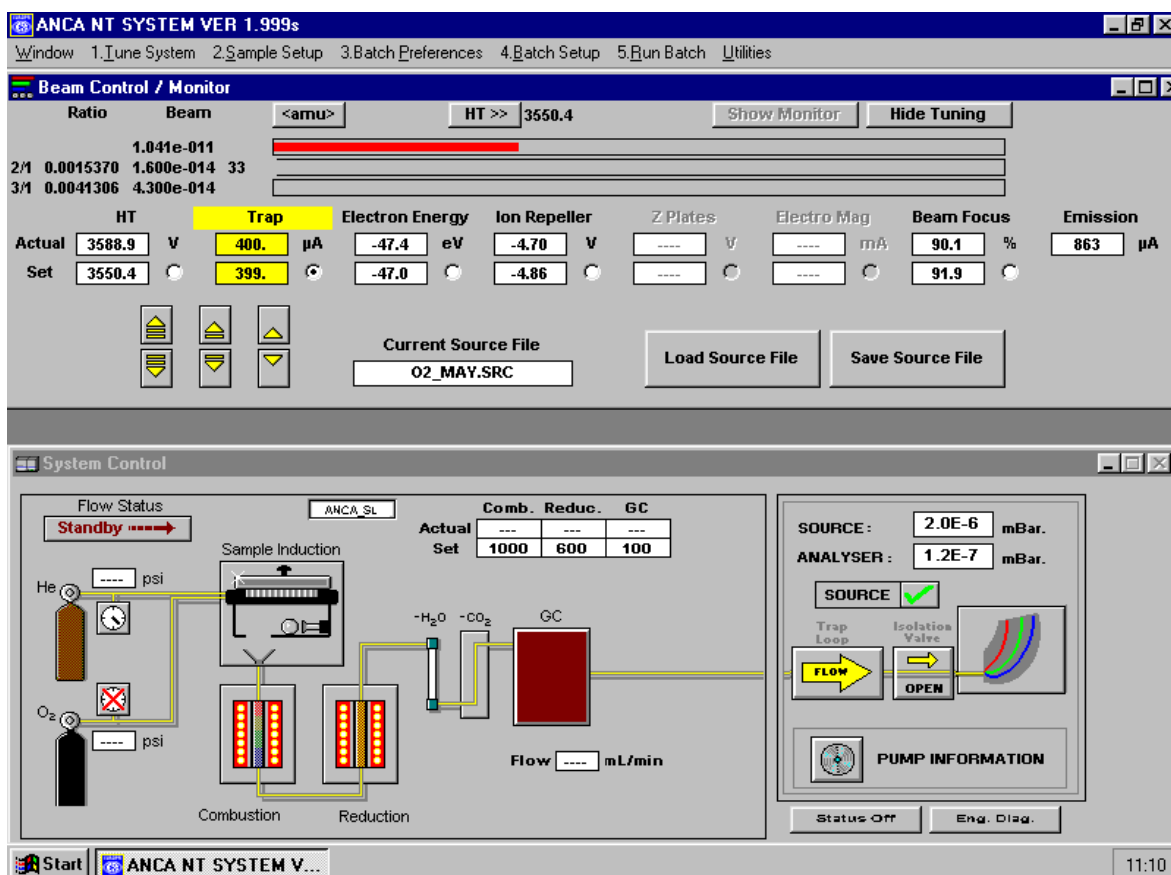 ANCA NT SYSTEM VER 1.999s
Window 1.Tune System 2.Sample Setup 3.Batch Preferences 4.Batch Setup 5.Run Batch Utilities
Beam Control / Monitor
Ratio Beam <amu> HT >> 3550.4 Show Monitor Hide Tuning
1.041e-011
2/1 0.0015370 1.600e-014 33
3/1 0.0041306 4.300e-014
HT Trap Electron Energy Ion Repeller Z Plates Electro Mag Beam Focus Emission
Actual 3588.9 V 400. µA -47.4 eV -4.70 V ---- V ---- mA 90.1 % 863 µA
Set 3550.4 399. -47.0 -4.86 ---- ---- 91.9
Current Source File
O2_MAY.SRC
Load Source File Save Source File
System Control
Flow Status
Standby
ANCA_SL
Comb. Reduc. GC
Actual --- --- ---
Set 1000 600 100
Sample Induction
He ---- psi
O2 ---- psi
-H2O -CO2 GC
Flow ---- mL/min
Combustion Reduction
SOURCE : 2.0E-6 mBar.
ANALYSER : 1.2E-7 mBar.
SOURCE
Trap Loop
Isolation Valve
FLOW
OPEN
PUMP INFORMATION
Status Off Eng. Diag.
Start ANCA NT SYSTEM V... 11:10